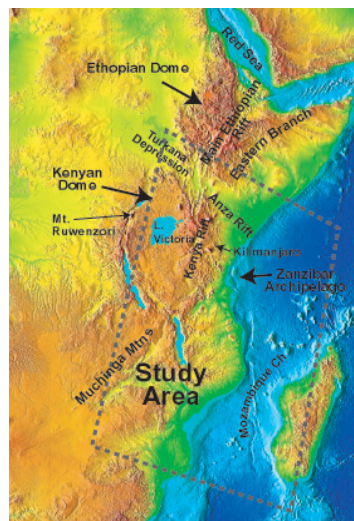 Red Sea
Ethiopian Dome
Main Ethiopian
Rift
Eastern Branch
Turkana
Depression
Kenyan
Dome
Anza Rift
Mt.
Ruwenzori
L.
Victoria
Kenya Rift
Kilimanjaro
Zanzibar
Archipelago
Muchinga Mtns
Study
Area
Mozambique Ch